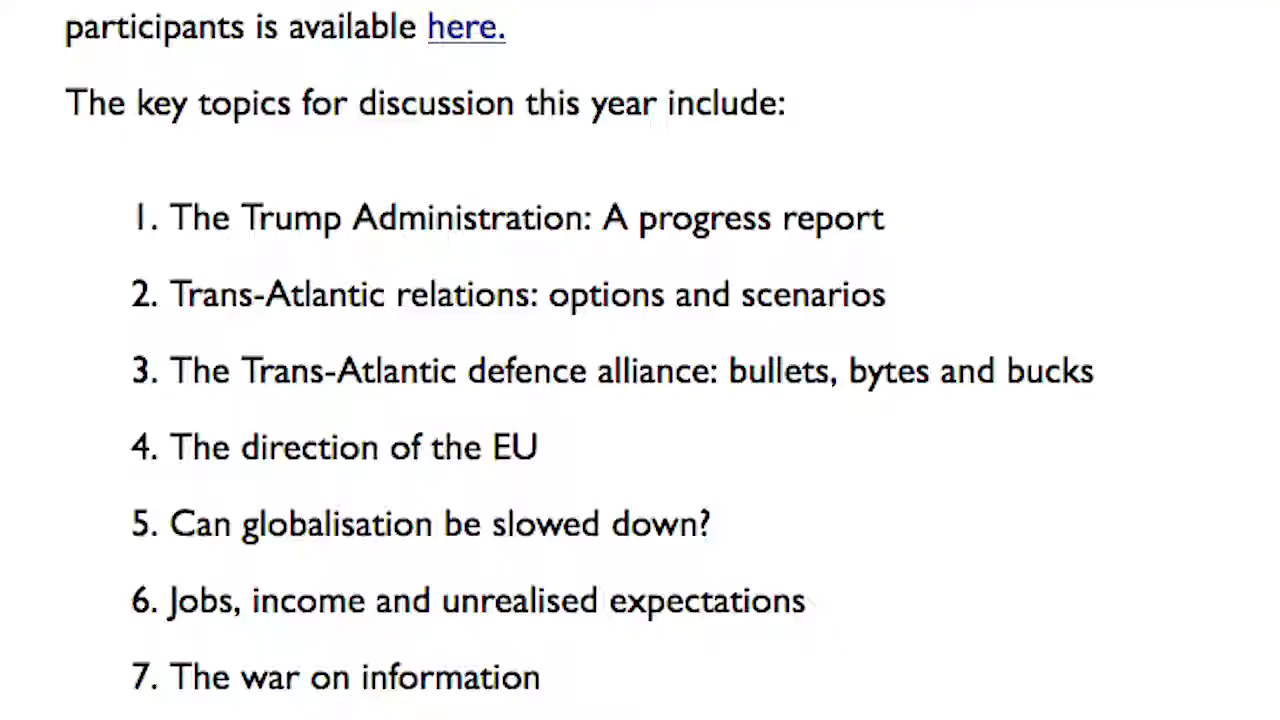 participants is available here.
The key topics for discussion this year include:
1. The Trump Administration: A progress report
2. Trans-Atlantic relations: options and scenarios
3. The Trans-Atlantic defence alliance: bullets, bytes and bucks
4. The direction of the EU
5. Can globalisation be slowed down?
6. Jobs, income and unrealised expectations
7. The war on information